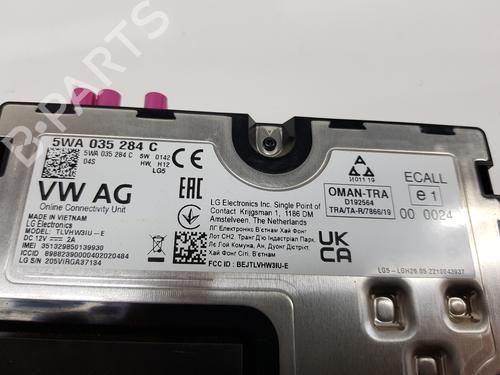 B-PARTS
5WA 035 284 C
5WA 035 284 C 5W 0142
04S HW H12
LG5
CE
VW AG
Online Connectivity Unit
MADE IN VIETNAM
LG Electronics
MODEL : TLVHW3IU-E
DC 12V 2A
IMEI 351329850139930
ICCID 89882390000402020484
LG S/N : 205VIRGA37134
EAC
LG Electronics Inc. Single Point of
Contact Krijgsman 1, 1186 DM
Amstelveen, The Netherlands
FCC ID : BEJTLVHW3IU-E
OMAN-TRA
D192564
TRA/TA-R/7866/19
UK
CA
ECALL
e1
00 0024